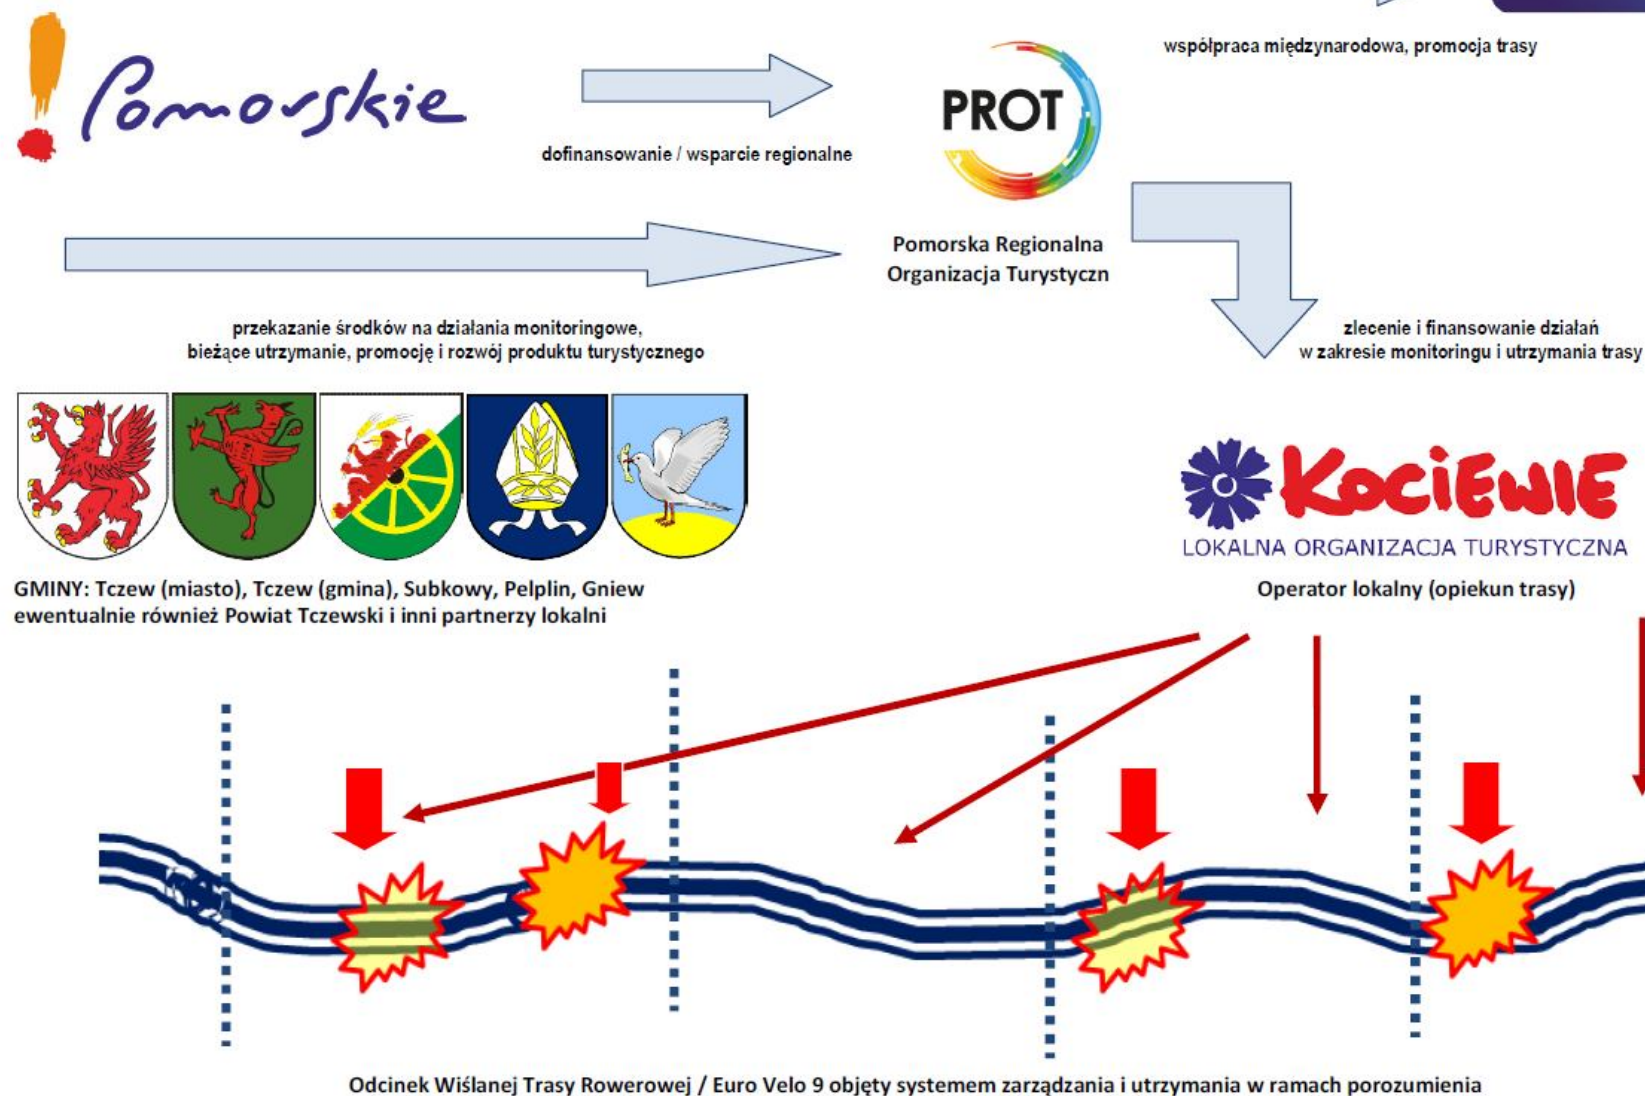 Pomorskie
współpraca międzynarodowa, promocja trasy
PROT
dofinansowanie / wsparcie regionalne
Pomorska Regionalna
Organizacja Turystyczn
przekazanie środków na działania monitoringowe,
bieżące utrzymanie, promocję i rozwój produktu turystycznego
zlecenie i finansowanie działań
w zakresie monitoringu i utrzymania trasy
KOCIEWIE
LOKALNA ORGANIZACJA TURYSTYCZNA
GMINY: Tczew (miasto), Tczew (gmina), Subkowy, Pelplin, Gniew
ewentualnie również Powiat Tczewski i inni partnerzy lokalni
Operator lokalny (opiekun trasy)
Odcinek Wiślanej Trasy Rowerowej / Euro Velo 9 objęty systemem zarządzania i utrzymania w ramach porozumienia